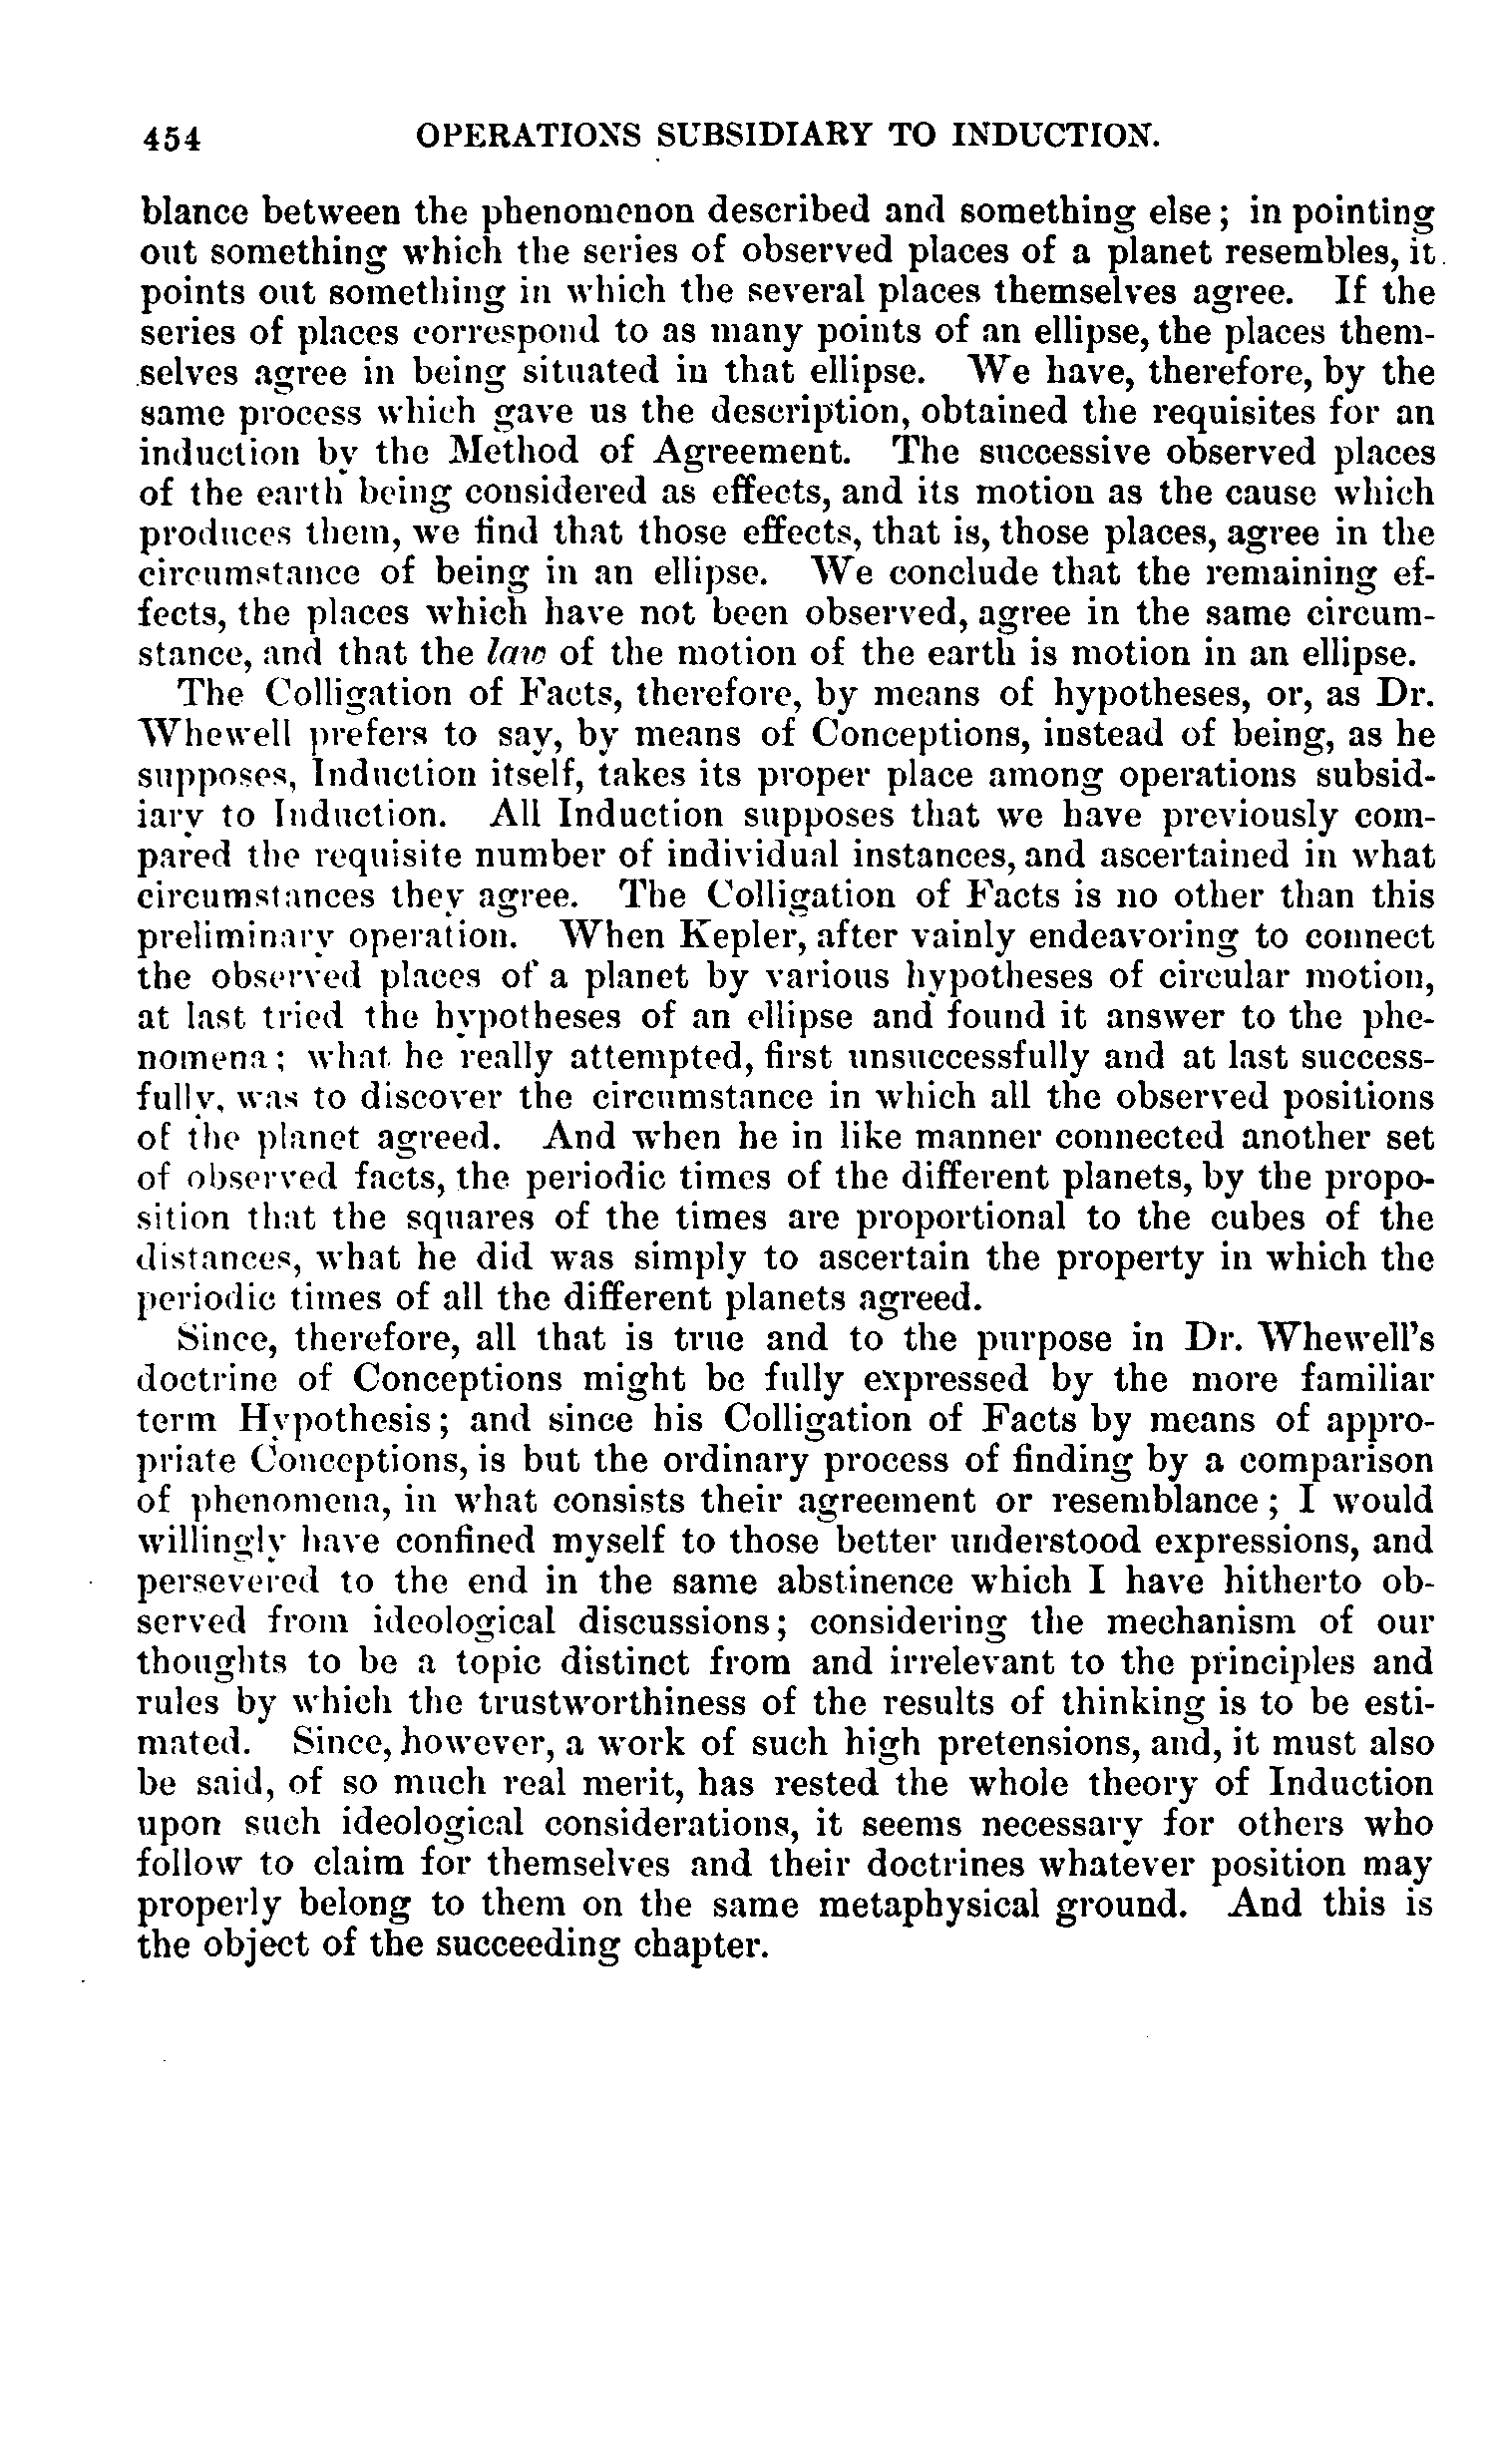 454 OPERATIONS SUBSIDIARY TO INDUCTION.
blance between the phenomenon described and something else; in pointing
out something which the series of observed places of a planet resembles, it
points out something in which the several places themselves agree. If the
series of places correspond to as many points of an ellipse, the places them-
selves agree in being situated in that ellipse. We have, therefore, by the
same process which gave us the description, obtained the requisites for an
induction by the Method of Agreement. The successive observed places
of the earth being considered as effects, and its motion as the cause which
produces them, we find that those effects, that is, those places, agree in the
circumstance of being in an ellipse. We conclude that the remaining ef-
fects, the places which have not been observed, agree in the same circum-
stance, and that the law of the motion of the earth is motion in an ellipse.
The Colligation of Facts, therefore, by means of hypotheses, or, as Dr.
Whewell prefers to say, by means of Conceptions, instead of being, as he
supposes, Induction itself, takes its proper place among operations subsid-
iary to Induction. All Induction supposes that we have previously com-
pared the requisite number of individual instances, and ascertained in what
circumstances they agree. The Colligation of Facts is no other than this
preliminary operation. When Kepler, after vainly endeavoring to connect
the observed places of a planet by various hypotheses of circular motion,
at last tried the hypotheses of an ellipse and found it answer to the phe-
nomena; what he really attempted, first unsuccessfully and at last success-
fully, was to discover the circumstance in which all the observed positions
of the planet agreed. And when he in like manner connected another set
of observed facts, the periodic times of the different planets, by the propo-
sition that the squares of the times are proportional to the cubes of the
distances, what he did was simply to ascertain the property in which the
periodic times of all the different planets agreed.
Since, therefore, all that is true and to the purpose in Dr. Whewell's
doctrine of Conceptions might be fully expressed by the more familiar
term Hypothesis; and since his Colligation of Facts by means of appro-
priate Conceptions, is but the ordinary process of finding by a comparison
of phenomena, in what consists their agreement or resemblance; I would
willingly have confined myself to those better understood expressions, and
persevered to the end in the same abstinence which I have hitherto ob-
served from ideological discussions; considering the mechanism of our
thoughts to be a topic distinct from and irrelevant to the principles and
rules by which the trustworthiness of the results of thinking is to be esti-
mated. Since, however, a work of such high pretensions, and, it must also
be said, of so much real merit, has rested the whole theory of Induction
upon such ideological considerations, it seems necessary for others who
follow to claim for themselves and their doctrines whatever position may
properly belong to them on the same metaphysical ground. And this is
the object of the succeeding chapter.